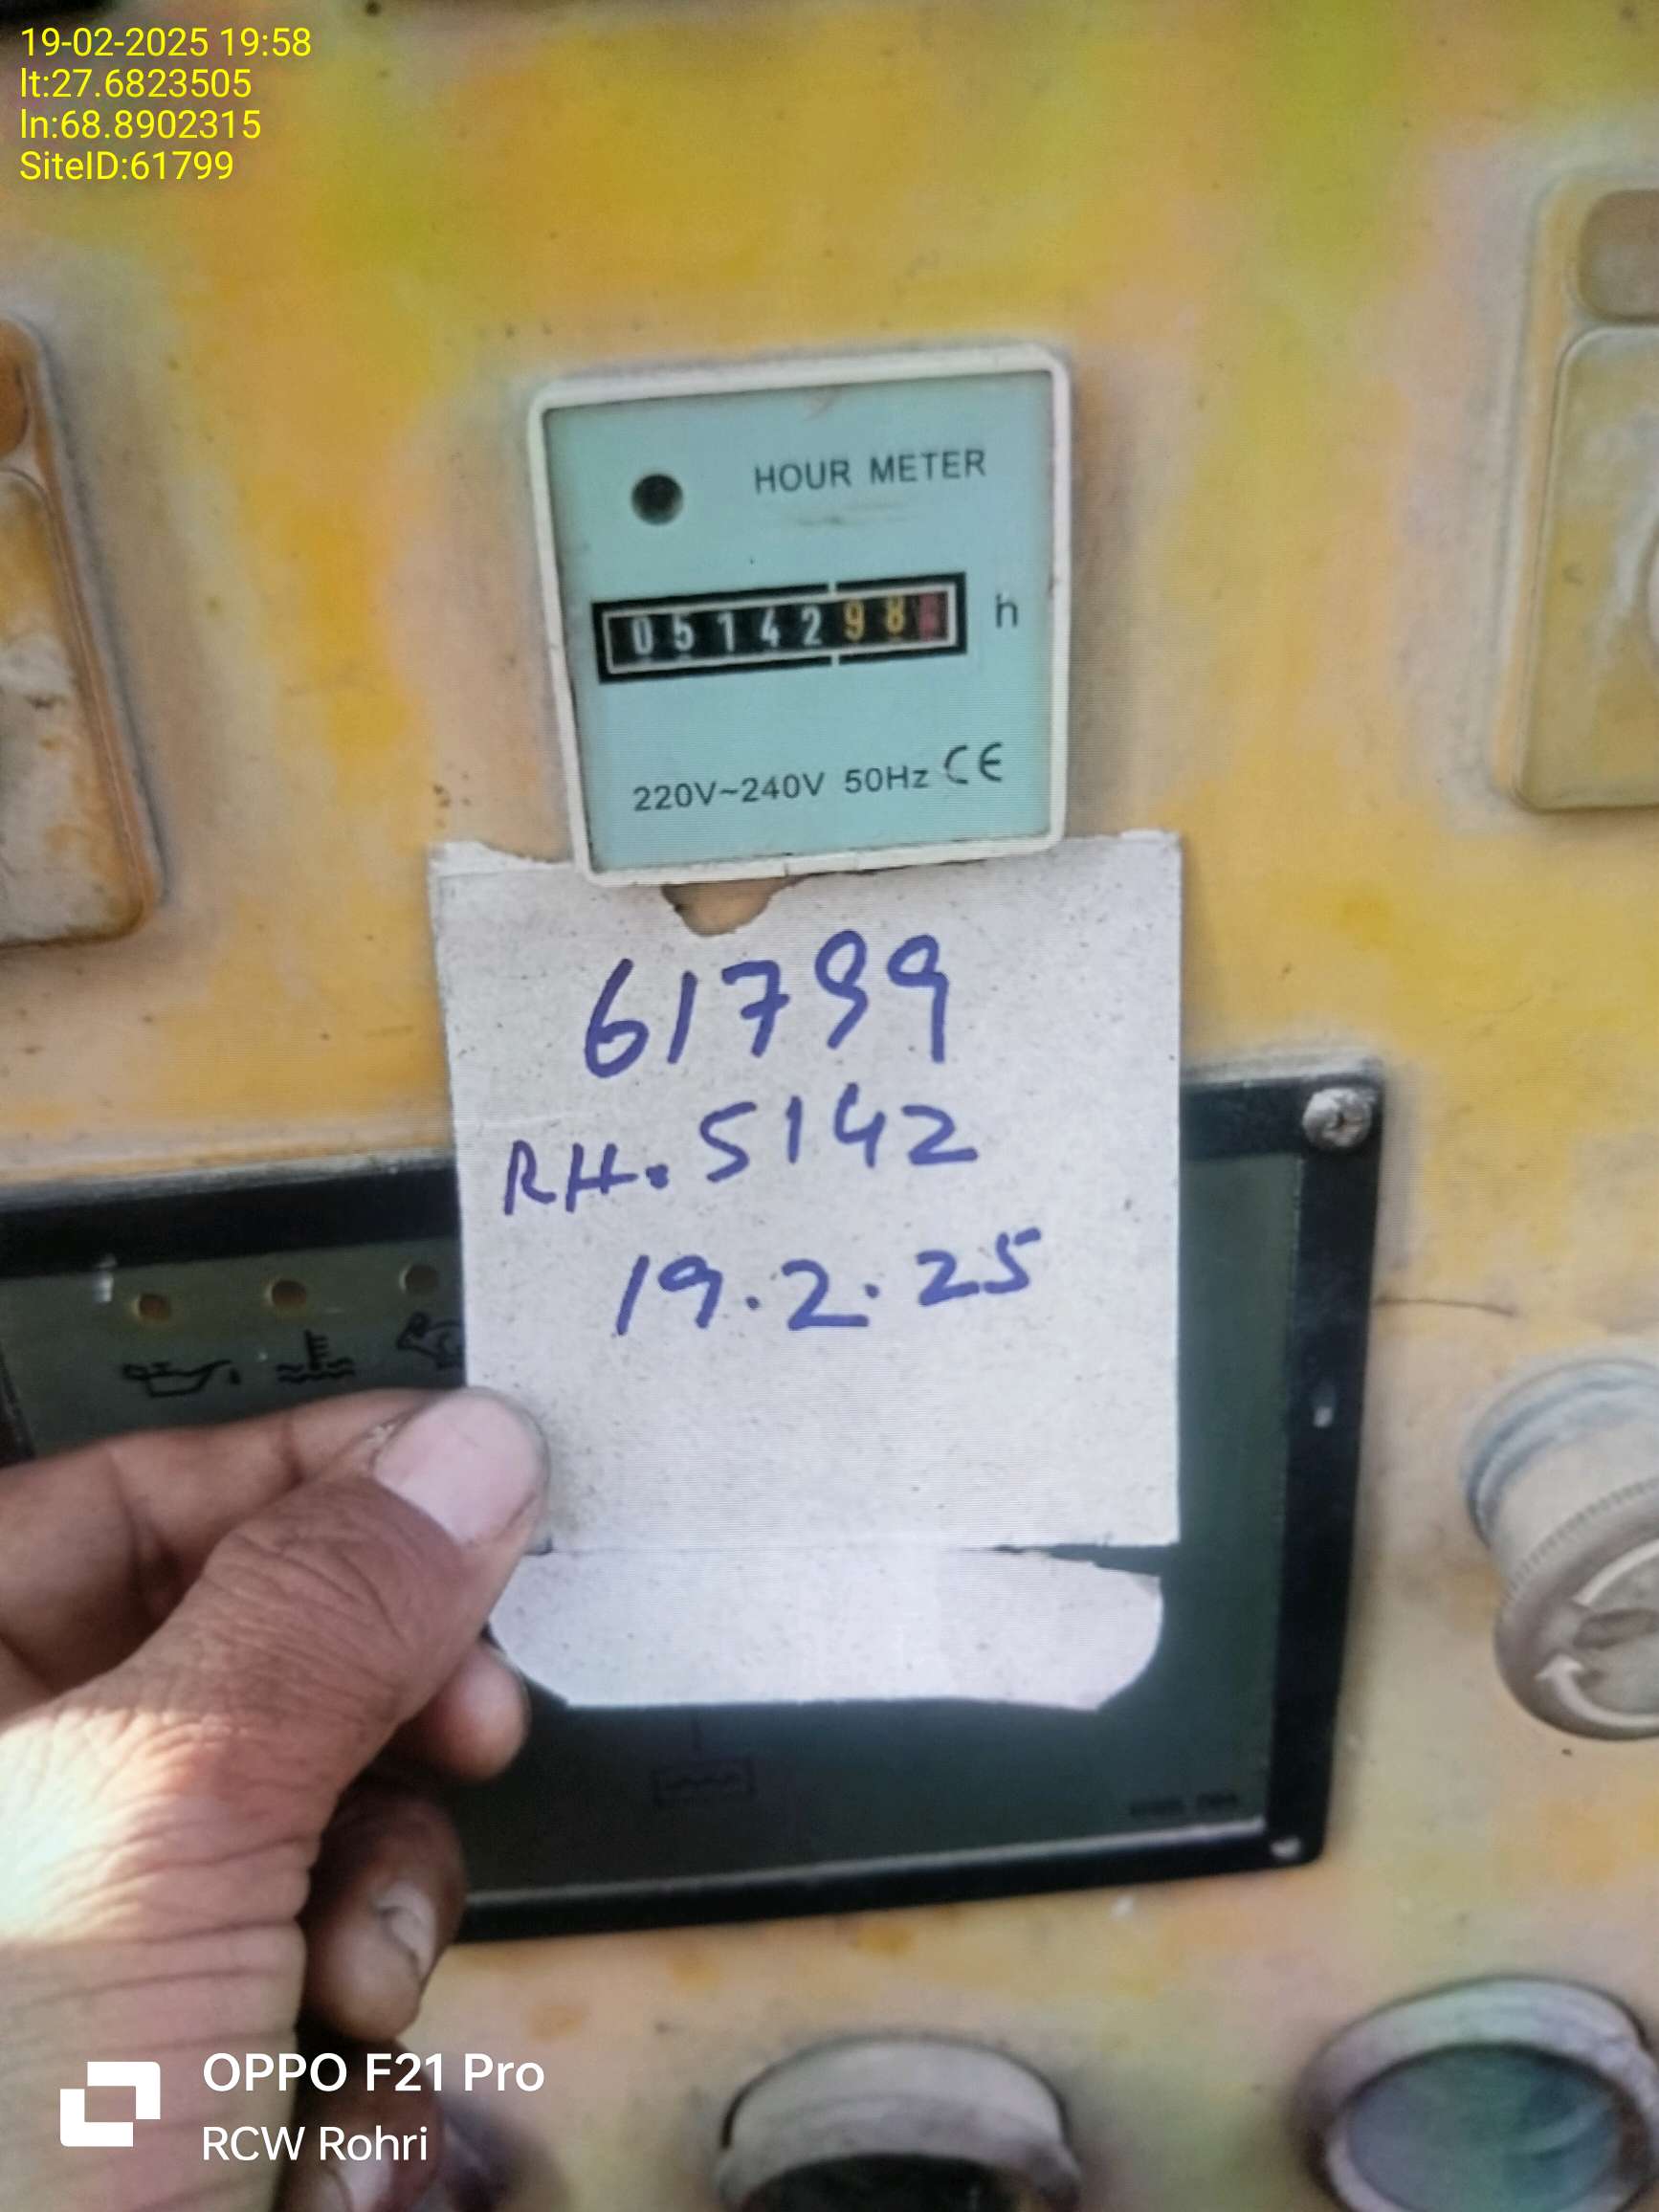 19-02-2025 19:58
lt:27.6823505
ln:68.8902315
SiteID:61799
HOUR METER
0514298 h
220V~240V 50Hz CE
61799
RH. 5142
19.2.25
OPPO F21 Pro
RCW Rohri